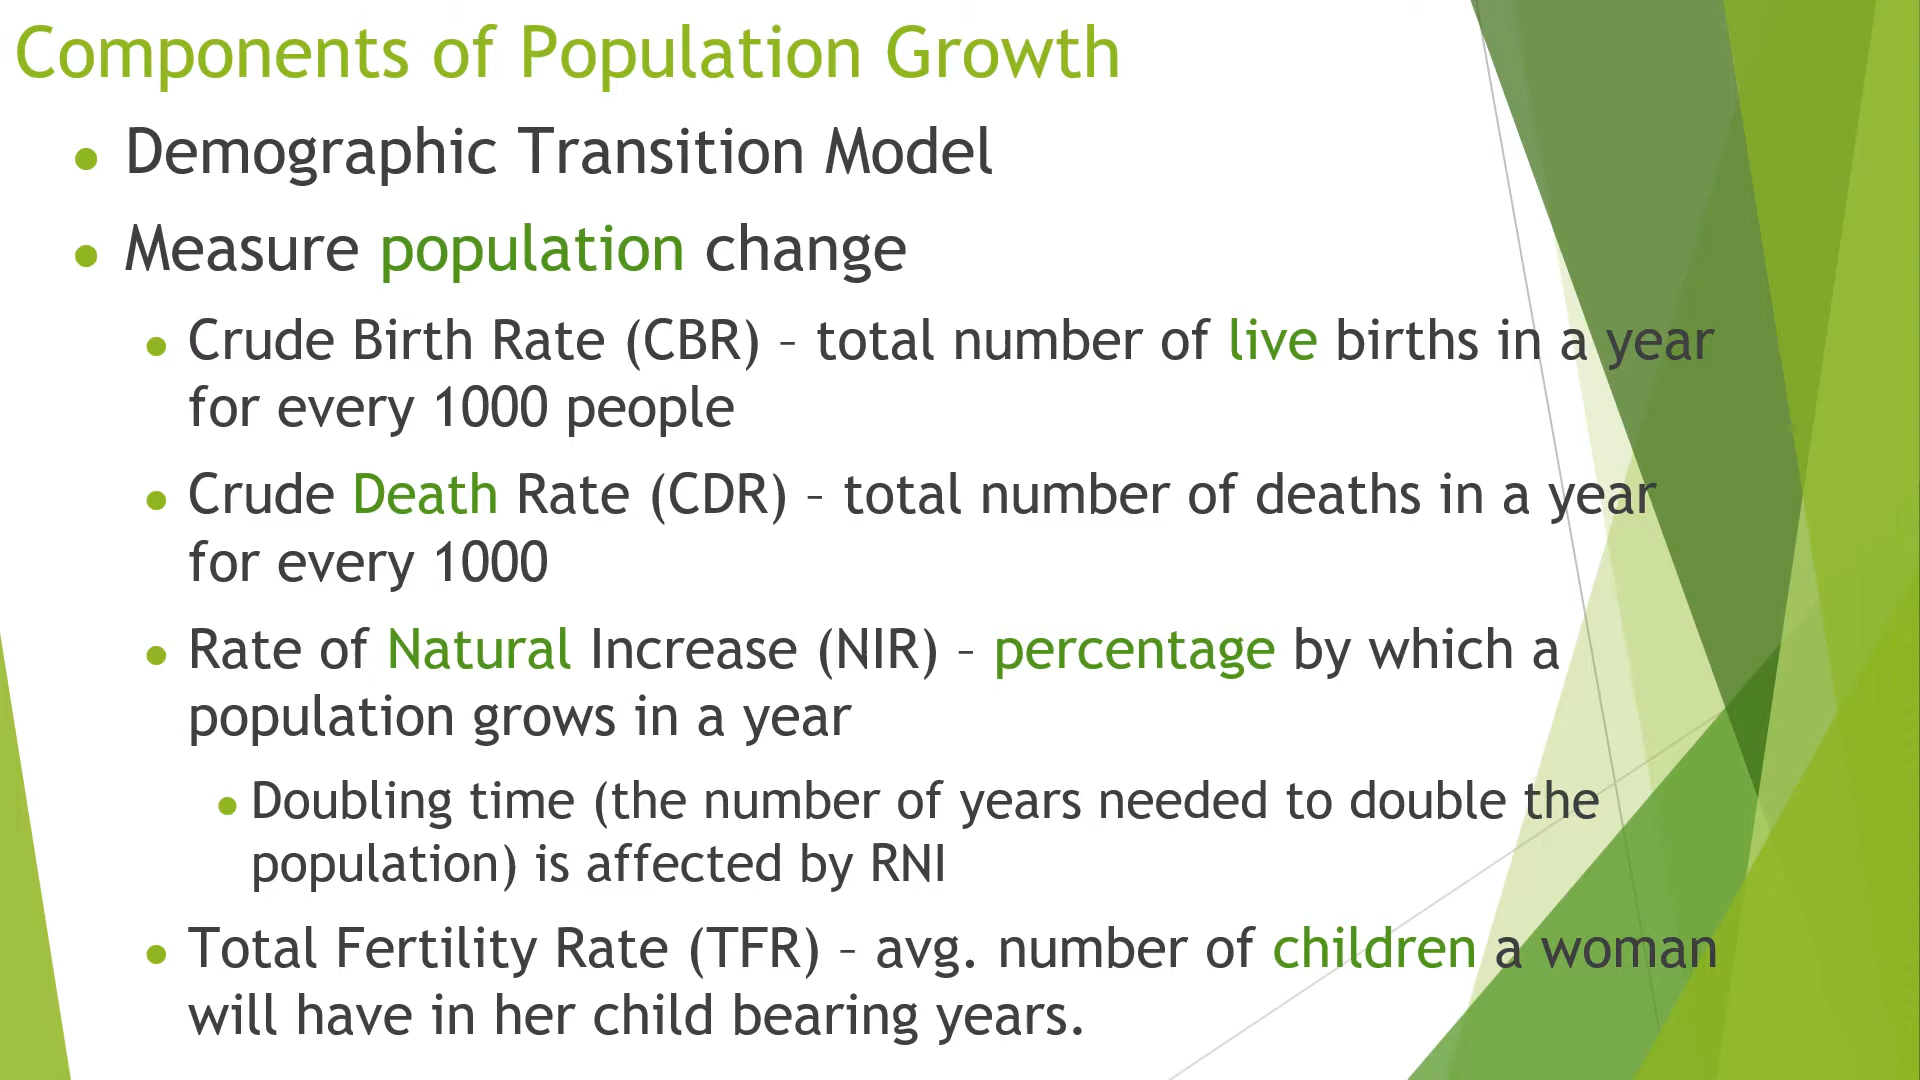 Components of Population Growth
• Demographic Transition Model
• Measure population change
• Crude Birth Rate (CBR) – total number of live births in a year
for every 1000 people
• Crude Death Rate (CDR) – total number of deaths in a year
for every 1000
• Rate of Natural Increase (NIR) – percentage by which a
population grows in a year
• Doubling time (the number of years needed to double the
population) is affected by RNI
• Total Fertility Rate (TFR) – avg. number of children a woman
will have in her child bearing years.